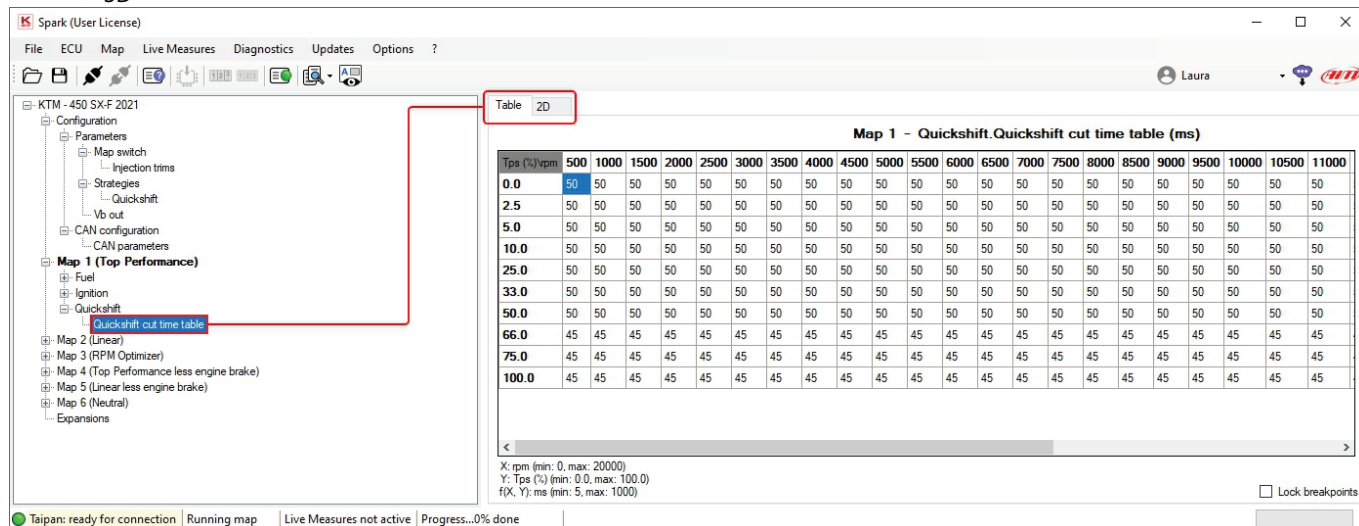 Spark (User License)
File ECU Map Live Measures Diagnostics Updates Options ?
Laura
KTM - 450 SX-F 2021
Configuration
Parameters
Map switch
Injection trims
Strategies
Quickshift
Vb out
CAN configuration
CAN parameters
Map 1 (Top Performance)
Fuel
Ignition
Quickshift
Quickshift cut time table
Map 2 (Linear)
Map 3 (RPM Optimizer)
Map 4 (Top Performance less engine brake)
Map 5 (Linear less engine brake)
Map 6 (Neutral)
Expansions
Table 2D
Map 1 - Quickshift.Quickshift cut time table (ms)
Tps (%)\rpm 500 1000 1500 2000 2500 3000 3500 4000 4500 5000 5500 6000 6500 7000 7500 8000 8500 9000 9500 10000 10500 11000
0.0 50 50 50 50 50 50 50 50 50 50 50 50 50 50 50 50 50 50 50 50 50 50
2.5 50 50 50 50 50 50 50 50 50 50 50 50 50 50 50 50 50 50 50 50 50 50
5.0 50 50 50 50 50 50 50 50 50 50 50 50 50 50 50 50 50 50 50 50 50 50
10.0 50 50 50 50 50 50 50 50 50 50 50 50 50 50 50 50 50 50 50 50 50 50
25.0 50 50 50 50 50 50 50 50 50 50 50 50 50 50 50 50 50 50 50 50 50 50
33.0 50 50 50 50 50 50 50 50 50 50 50 50 50 50 50 50 50 50 50 50 50 50
50.0 50 50 50 50 50 50 50 50 50 50 50 50 50 50 50 50 50 50 50 50 50 50
66.0 45 45 45 45 45 45 45 45 45 45 45 45 45 45 45 45 45 45 45 45 45 45
75.0 45 45 45 45 45 45 45 45 45 45 45 45 45 45 45 45 45 45 45 45 45 45
100.0 45 45 45 45 45 45 45 45 45 45 45 45 45 45 45 45 45 45 45 45 45 45
X: rpm (min: 0, max: 20000)
Y: Tps (%) (min: 0.0, max: 100.0)
f(X, Y): ms (min: 5, max: 1000)
Lock breakpoints
Taipan: ready for connection Running map Live Measures not active Progress...0% done